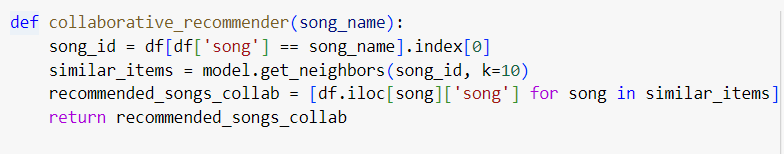 def collaborative_recommender(song_name):
    song_id = df[df['song'] == song_name].index[0]
    similar_items = model.get_neighbors(song_id, k=10)
    recommended_songs_collab = [df.iloc[song]['song'] for song in similar_items]
    return recommended_songs_collab